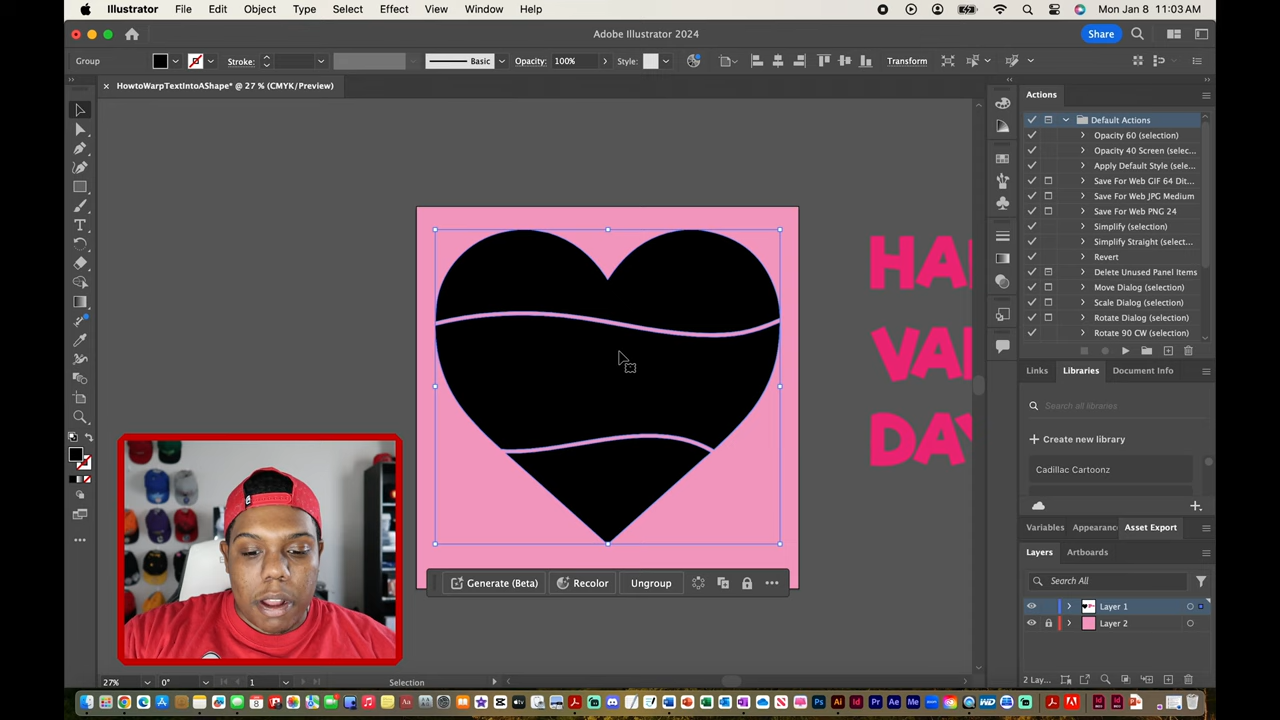 Illustrator File Edit Object Type Select Effect View Window Help Mon Jan 8 11:03 AM
Adobe Illustrator 2024 Share
Group Stroke: Basic Opacity: 100% Style: Transform
HowtoWarpTextIntoAShape* @ 27 % (CMYK/Preview)
Actions
Default Actions
Opacity 60 (selection)
Opacity 40 Screen (selec...
Apply Default Style (sele...
Save For Web GIF 64 Dit...
Save For Web JPG Medium
Save For Web PNG 24
Simplify (selection)
Simplify Straight (select...
Revert
Delete Unused Panel Items
Move Dialog (selection)
Scale Dialog (selection)
Rotate Dialog (selection)
Rotate 90 CW (selection)
HA
VA
DA
Links Libraries Document Info
Search all libraries
Create new library
Cadillac Cartoonz
Variables Appearanc Asset Export
Layers Artboards
Search All
Layer 1
Layer 2
Generate (Beta) Recolor Ungroup
27% 0° 1 Selection
2 Lay...